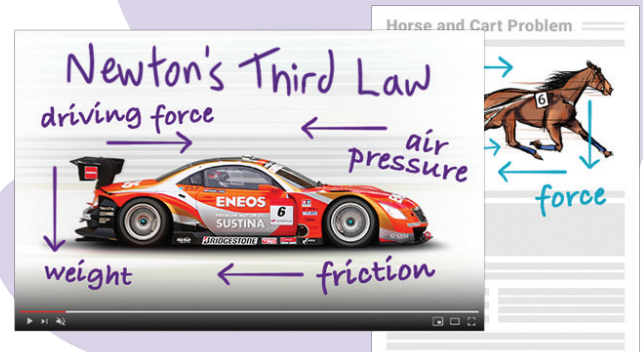 Horse and Cart Problem
Newton's Third Law
driving force
air
pressure
6
force
ENEOS
SUSTINA
6
BRIDGESTONE
weight
friction